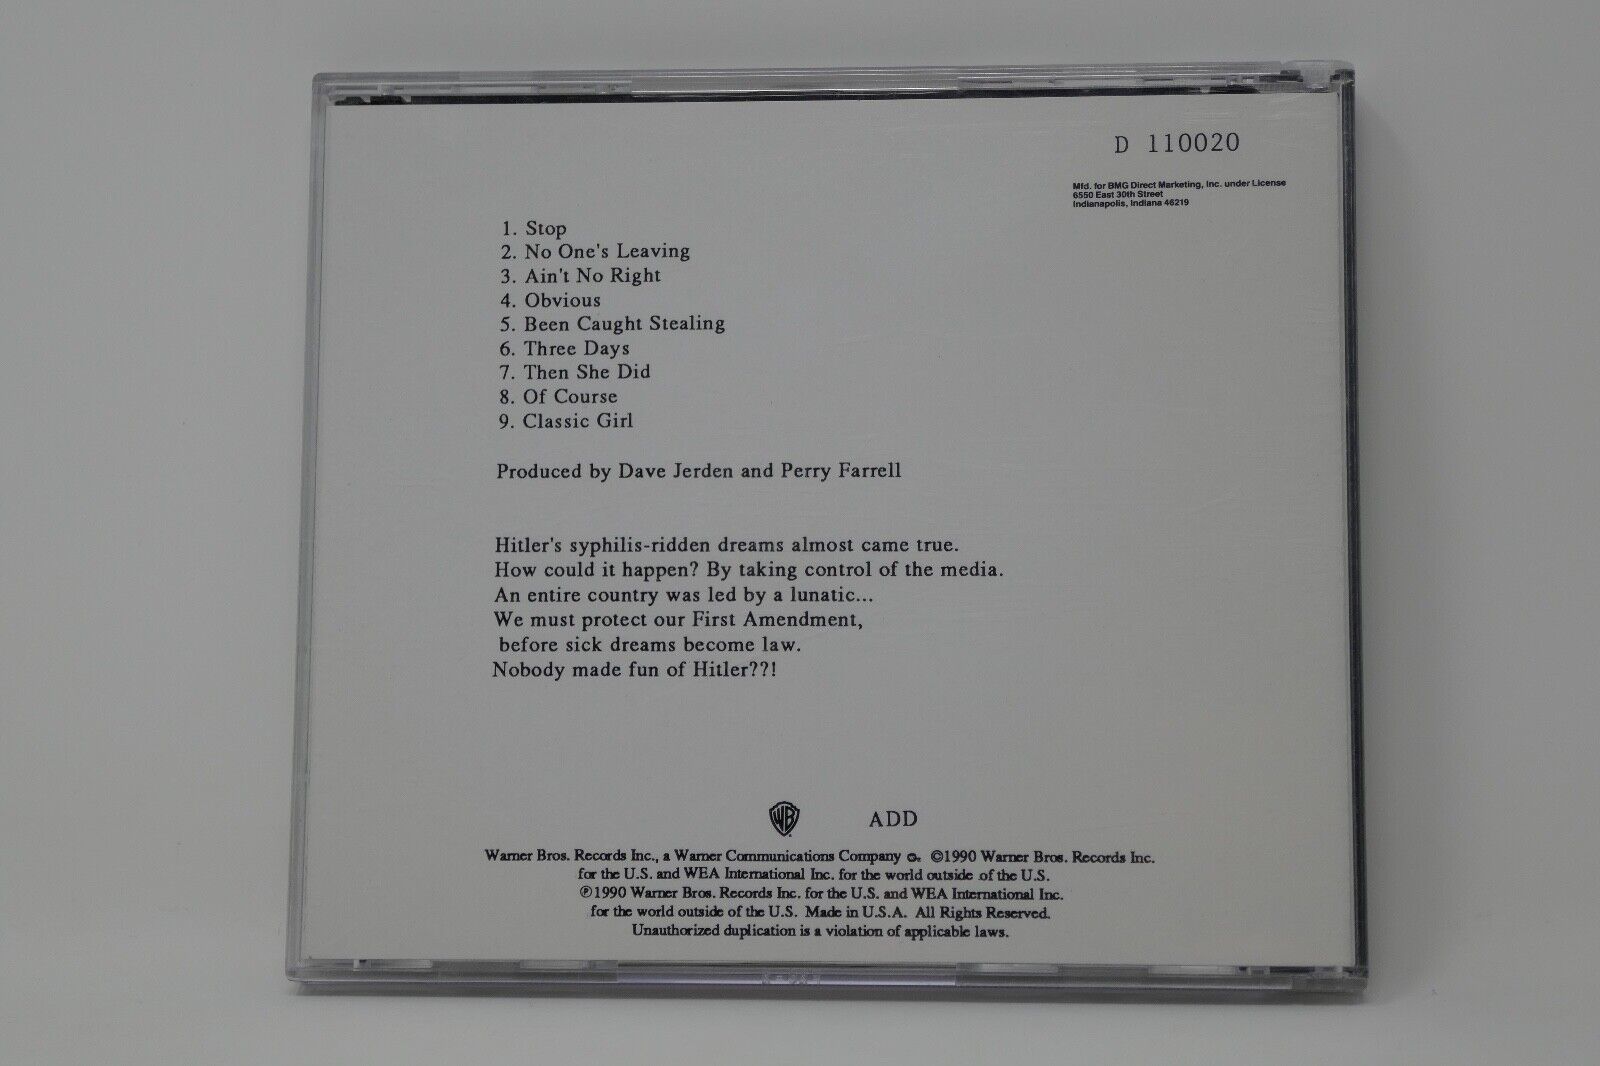 D 110020
Mfd. for BMG Direct Marketing, Inc. under License
6550 East 30th Street
Indianapolis, Indiana 46219
1. Stop
2. No One's Leaving
3. Ain't No Right
4. Obvious
5. Been Caught Stealing
6. Three Days
7. Then She Did
8. Of Course
9. Classic Girl
Produced by Dave Jerden and Perry Farrell
Hitler's syphilis-ridden dreams almost came true.
How could it happen? By taking control of the media.
An entire country was led by a lunatic...
We must protect our First Amendment,
before sick dreams become law.
Nobody made fun of Hitler??!
WB ADD
Warner Bros. Records Inc., a Warner Communications Company ©1990 Warner Bros. Records Inc.
for the U.S. and WEA International Inc. for the world outside of the U.S.
℗1990 Warner Bros. Records Inc. for the U.S. and WEA International Inc.
for the world outside of the U.S. Made in U.S.A. All Rights Reserved.
Unauthorized duplication is a violation of applicable laws.